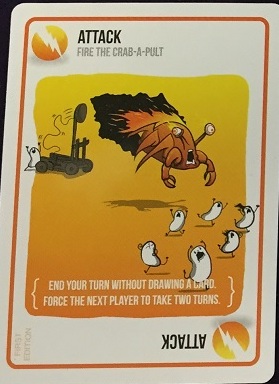 ATTACK
FIRE THE CRAB-A-PULT
END YOUR TURN WITHOUT DRAWING A CARD.
FORCE THE NEXT PLAYER TO TAKE TWO TURNS.
FIRST
EDITION
ATTACK